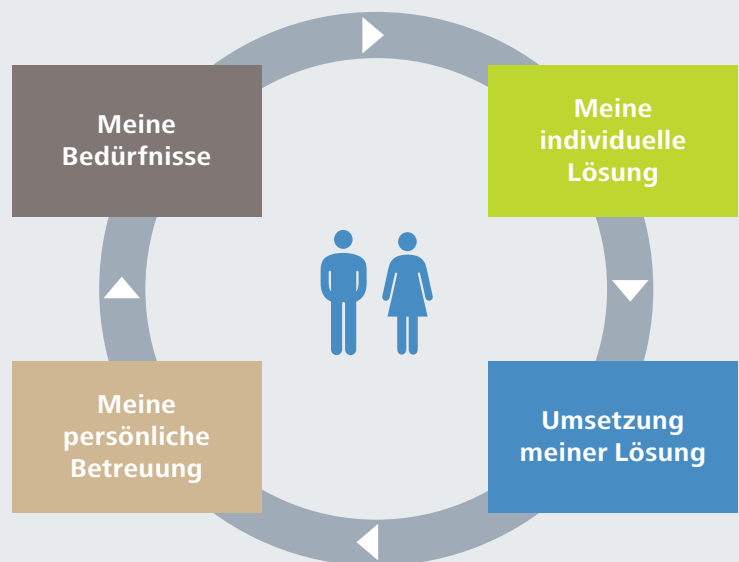 Meine
Bedürfnisse
Meine
individuelle
Lösung
Meine
persönliche
Betreuung
Umsetzung
meiner Lösung